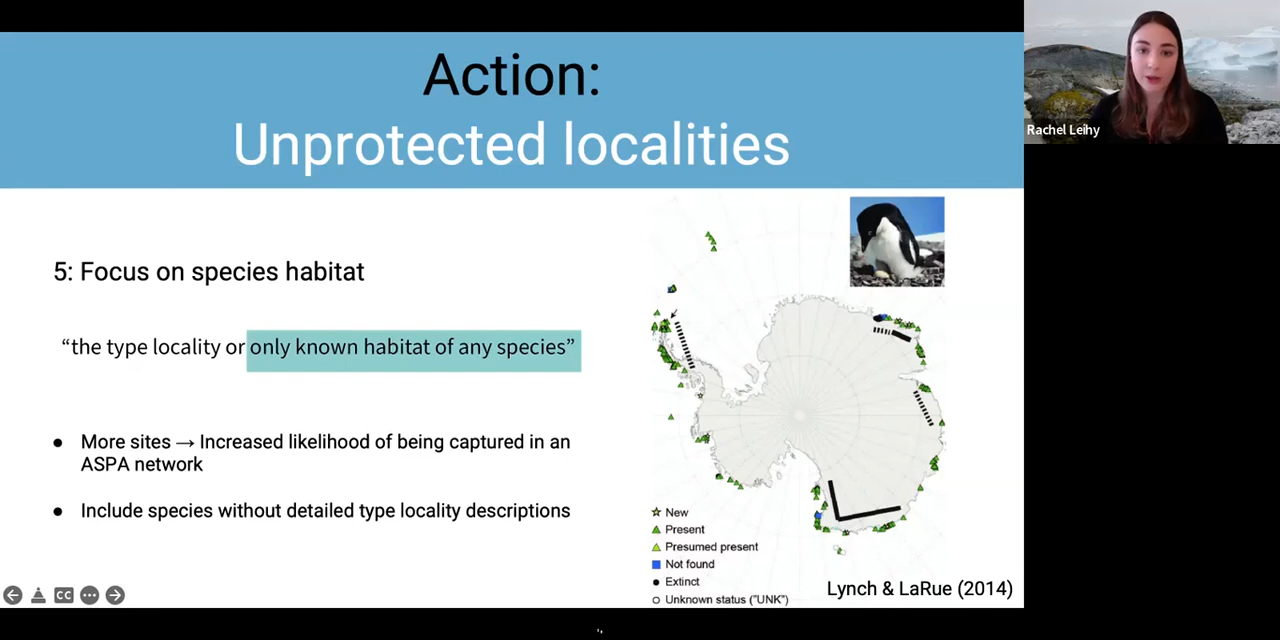 Action:
Unprotected localities
5: Focus on species habitat
“the type locality or only known habitat of any species”
● More sites → Increased likelihood of being captured in an
ASPA network
● Include species without detailed type locality descriptions
New
Present
Presumed present
Not found
Extinct
Unknown status ("UNK")
Lynch & LaRue (2014)
CC
Rachel Leihy